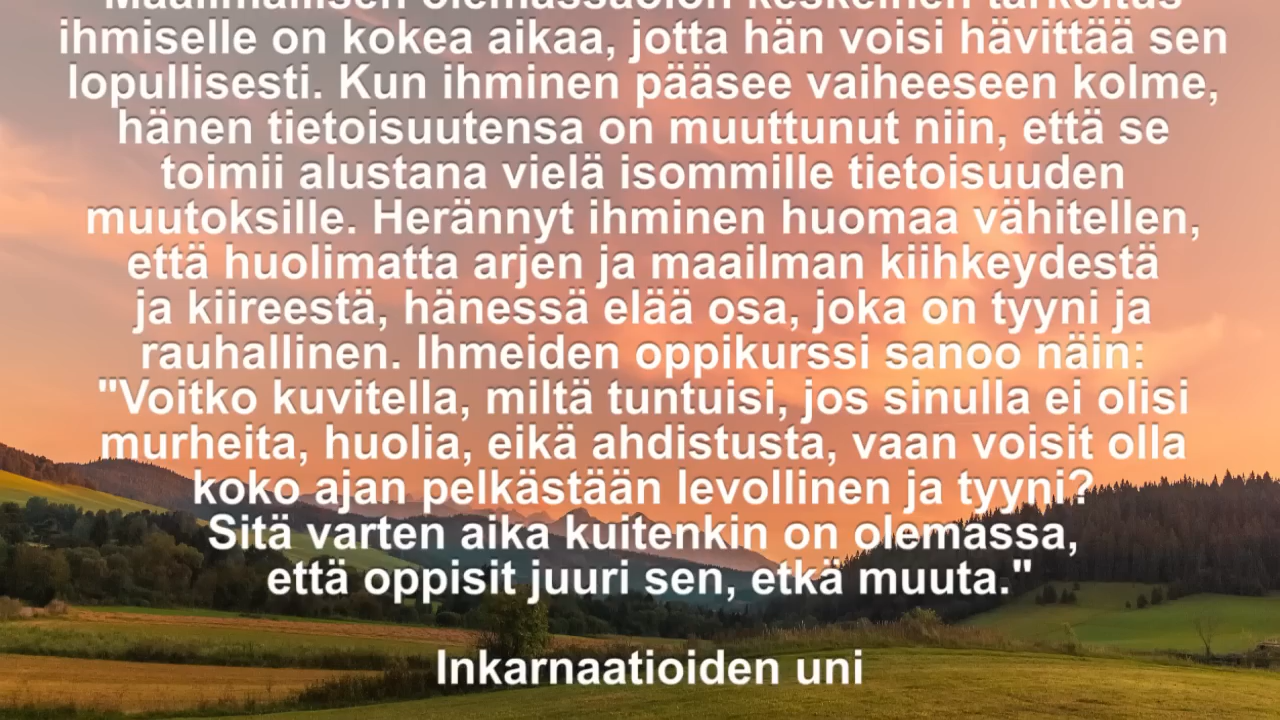 Maailmallisen olemassaolon keskeinen tarkoitus
ihmiselle on kokea aikaa, jotta hän voisi hävittää sen
lopullisesti. Kun ihminen pääsee vaiheeseen kolme,
hänen tietoisuutensa on muuttunut niin, että se
toimii alustana vielä isommille tietoisuuden
muutoksille. Herännyt ihminen huomaa vähitellen,
että huolimatta arjen ja maailman kiihkeydestä
ja kiireestä, hänessä elää osa, joka on tyyni ja
rauhallinen. Ihmeiden oppikurssi sanoo näin:
"Voitko kuvitella, miltä tuntuisi, jos sinulla ei olisi
murheita, huolia, eikä ahdistusta, vaan voisit olla
koko ajan pelkästään levollinen ja tyyni?
Sitä varten aika kuitenkin on olemassa,
että oppisit juuri sen, etkä muuta."
Inkarnaatioiden uni